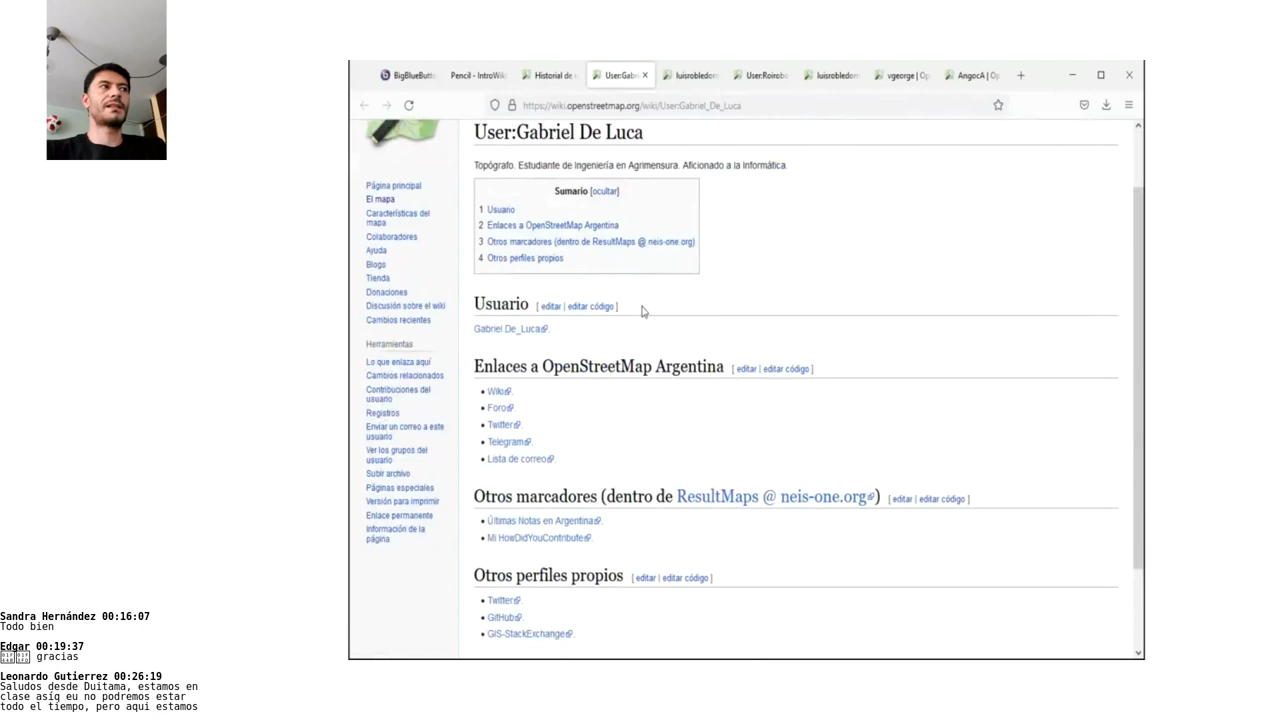 BigBlueButt
Pencil - IntroWiki
Historial de
User:Gabri
luisrobledom
User:Roirobo
luisrobledom
vgeorge | Op
AngocA | Op
https://wiki.openstreetmap.org/wiki/User:Gabriel_De_Luca
User:Gabriel De Luca
Topógrafo. Estudiante de Ingeniería en Agrimensura. Aficionado a la Informática.
Sumario [ocultar]
1 Usuario
2 Enlaces a OpenStreetMap Argentina
3 Otros marcadores (dentro de ResultMaps @ neis-one.org)
4 Otros perfiles propios
Usuario [ editar | editar código ]
Gabriel De_Luca.
Enlaces a OpenStreetMap Argentina [ editar | editar código ]
• Wiki.
• Foro.
• Twitter.
• Telegram.
• Lista de correo.
Otros marcadores (dentro de ResultMaps @ neis-one.org) [ editar | editar código ]
• Últimas Notas en Argentina.
• Mi HowDidYouContribute.
Otros perfiles propios [ editar | editar código ]
• Twitter.
• GitHub.
• GIS-StackExchange.
Página principal
El mapa
Características del
mapa
Colaboradores
Ayuda
Blogs
Tienda
Donaciones
Discusión sobre el wiki
Cambios recientes
Herramientas
Lo que enlaza aquí
Cambios relacionados
Contribuciones del
usuario
Registros
Enviar un correo a este
usuario
Ver los grupos del
usuario
Subir archivo
Páginas especiales
Versión para imprimir
Enlace permanente
Información de la
página
Sandra Hernández 00:16:07
Todo bien
Edgar 00:19:37
gracias
Leonardo Gutierrez 00:26:19
Saludos desde Duitama, estamos en
clase asig eu no podremos estar
todo el tiempo, pero aqui estamos